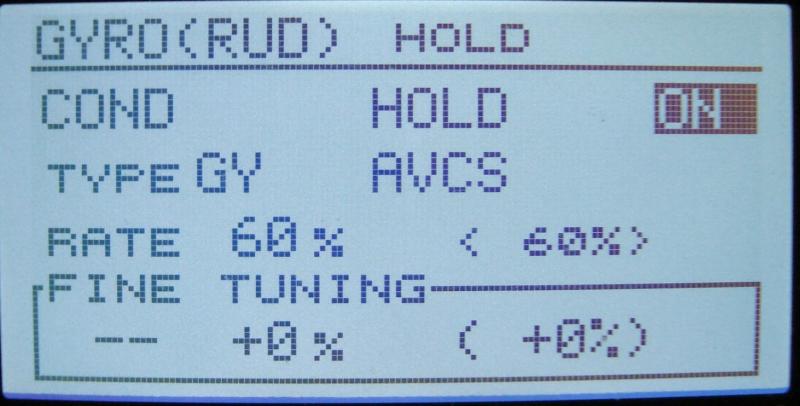 GYRO(RUD) HOLD
COND HOLD ON
TYPE GY AVCS
RATE 60% < 60%>
FINE TUNING
-- +0% ( +0%)